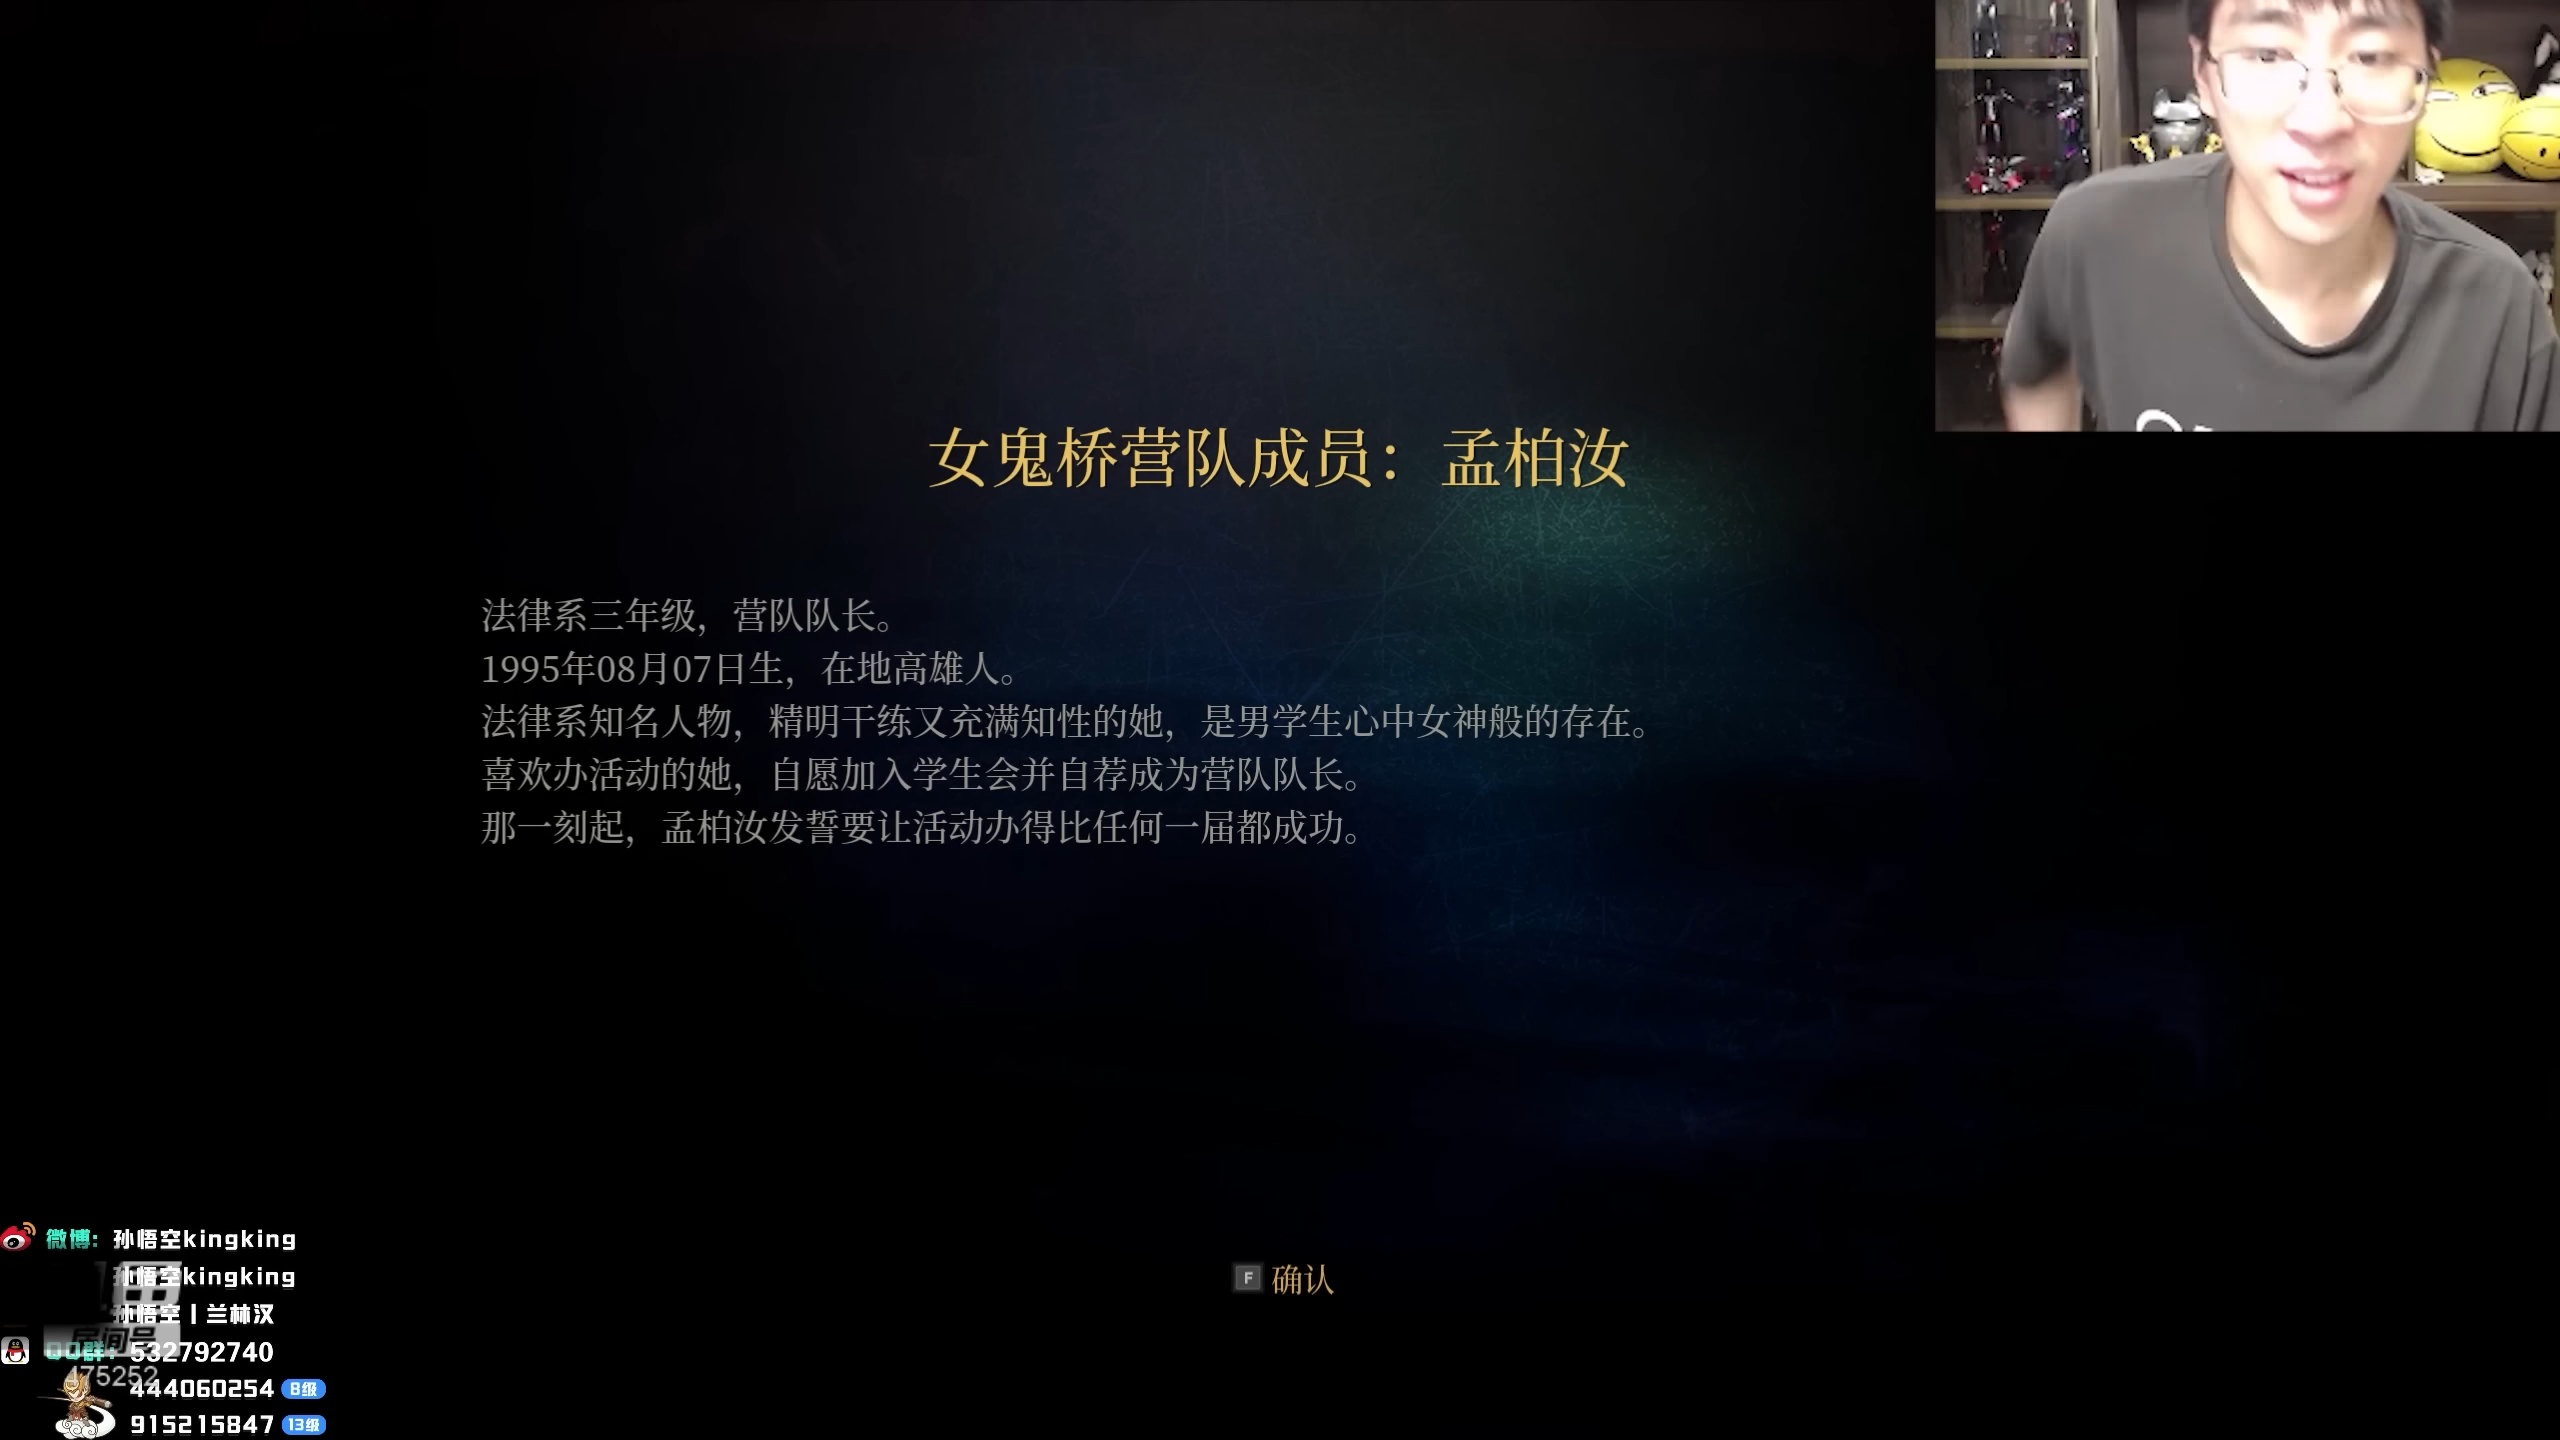 女鬼桥营队成员：孟柏汝
法律系三年级，营队队长。
1995年08月07日生，在地高雄人。
法律系知名人物，精明干练又充满知性的她，是男学生心中女神般的存在。
喜欢办活动的她，自愿加入学生会并自荐成为营队队长。
那一刻起，孟柏汝发誓要让活动办得比任何一届都成功。
F 确认
微博：孙悟空kingking
孙悟空kingking
孙悟空丨兰林汉
房间号
QQ群：532792740
475252
444060254 8级
915215847 13级